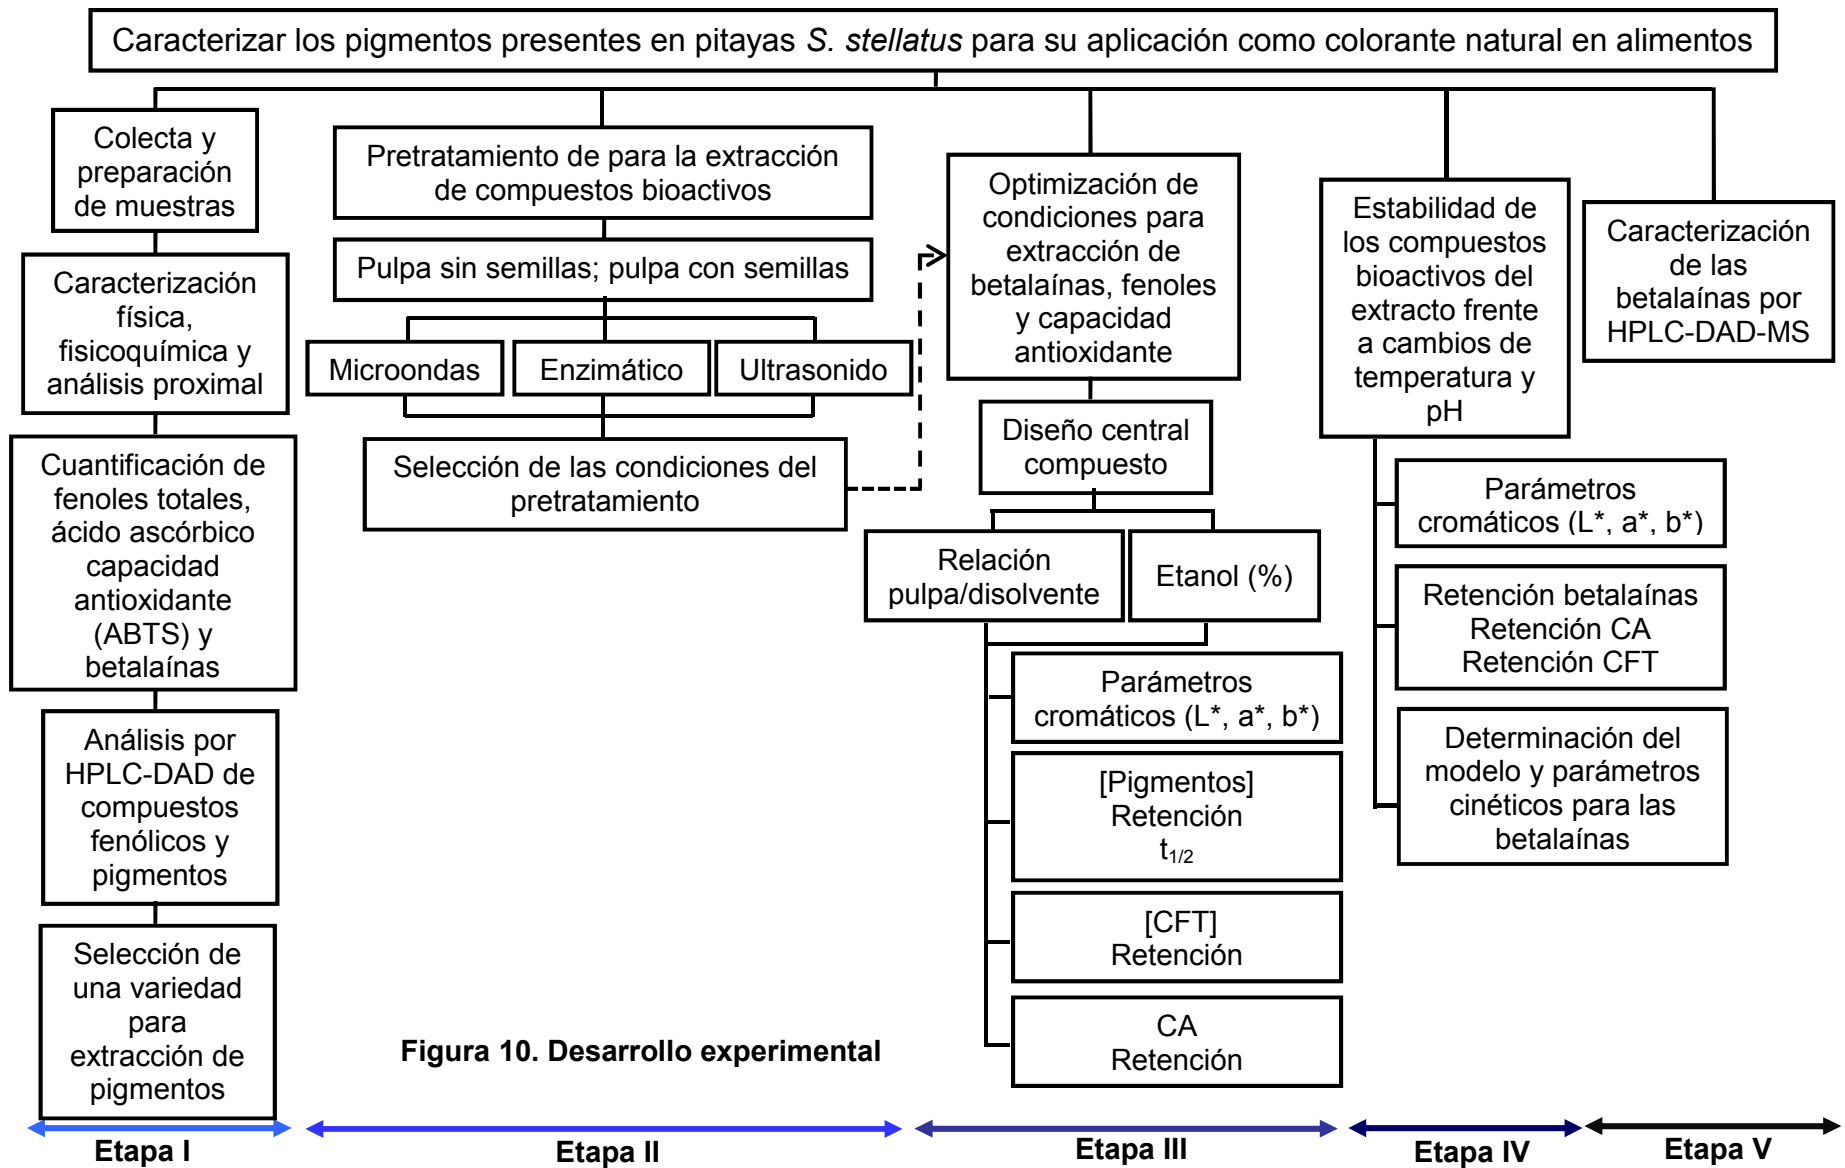 Caracterizar los pigmentos presentes en pitayas S. stellatus para su aplicación como colorante natural en alimentos
Colecta y
preparación
de muestras
Caracterización
física,
fisicoquímica y
análisis proximal
Cuantificación de
fenoles totales,
ácido ascórbico
capacidad
antioxidante
(ABTS) y
betalaínas
Análisis por
HPLC-DAD de
compuestos
fenólicos y
pigmentos
Selección de
una variedad
para
extracción de
pigmentos
Pretratamiento de para la extracción
de compuestos bioactivos
Pulpa sin semillas; pulpa con semillas
Microondas
Enzimático
Ultrasonido
Selección de las condiciones del
pretratamiento
Optimización de
condiciones para
extracción de
betalaínas, fenoles
y capacidad
antioxidante
Diseño central
compuesto
Relación
pulpa/disolvente
Etanol (%)
Parámetros
cromáticos (L*, a*, b*)
[Pigmentos]
Retención
t1/2
[CFT]
Retención
CA
Retención
Estabilidad de
los compuestos
bioactivos del
extracto frente
a cambios de
temperatura y
pH
Parámetros
cromáticos (L*, a*, b*)
Retención betalaínas
Retención CA
Retención CFT
Determinación del
modelo y parámetros
cinéticos para las
betalaínas
Caracterización
de las
betalaínas por
HPLC-DAD-MS
Figura 10. Desarrollo experimental
Etapa I
Etapa II
Etapa III
Etapa IV
Etapa V